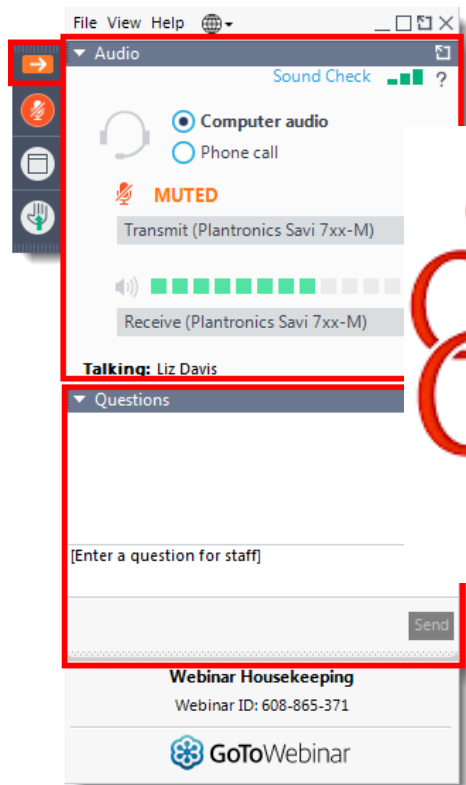 File View Help
Audio
Sound Check
?
Computer audio
Phone call
MUTED
Transmit (Plantronics Savi 7xx-M)
Receive (Plantronics Savi 7xx-M)
Talking: Liz Davis
Questions
[Enter a question for staff]
Send
Webinar Housekeeping
Webinar ID: 608-865-371
GoToWebinar